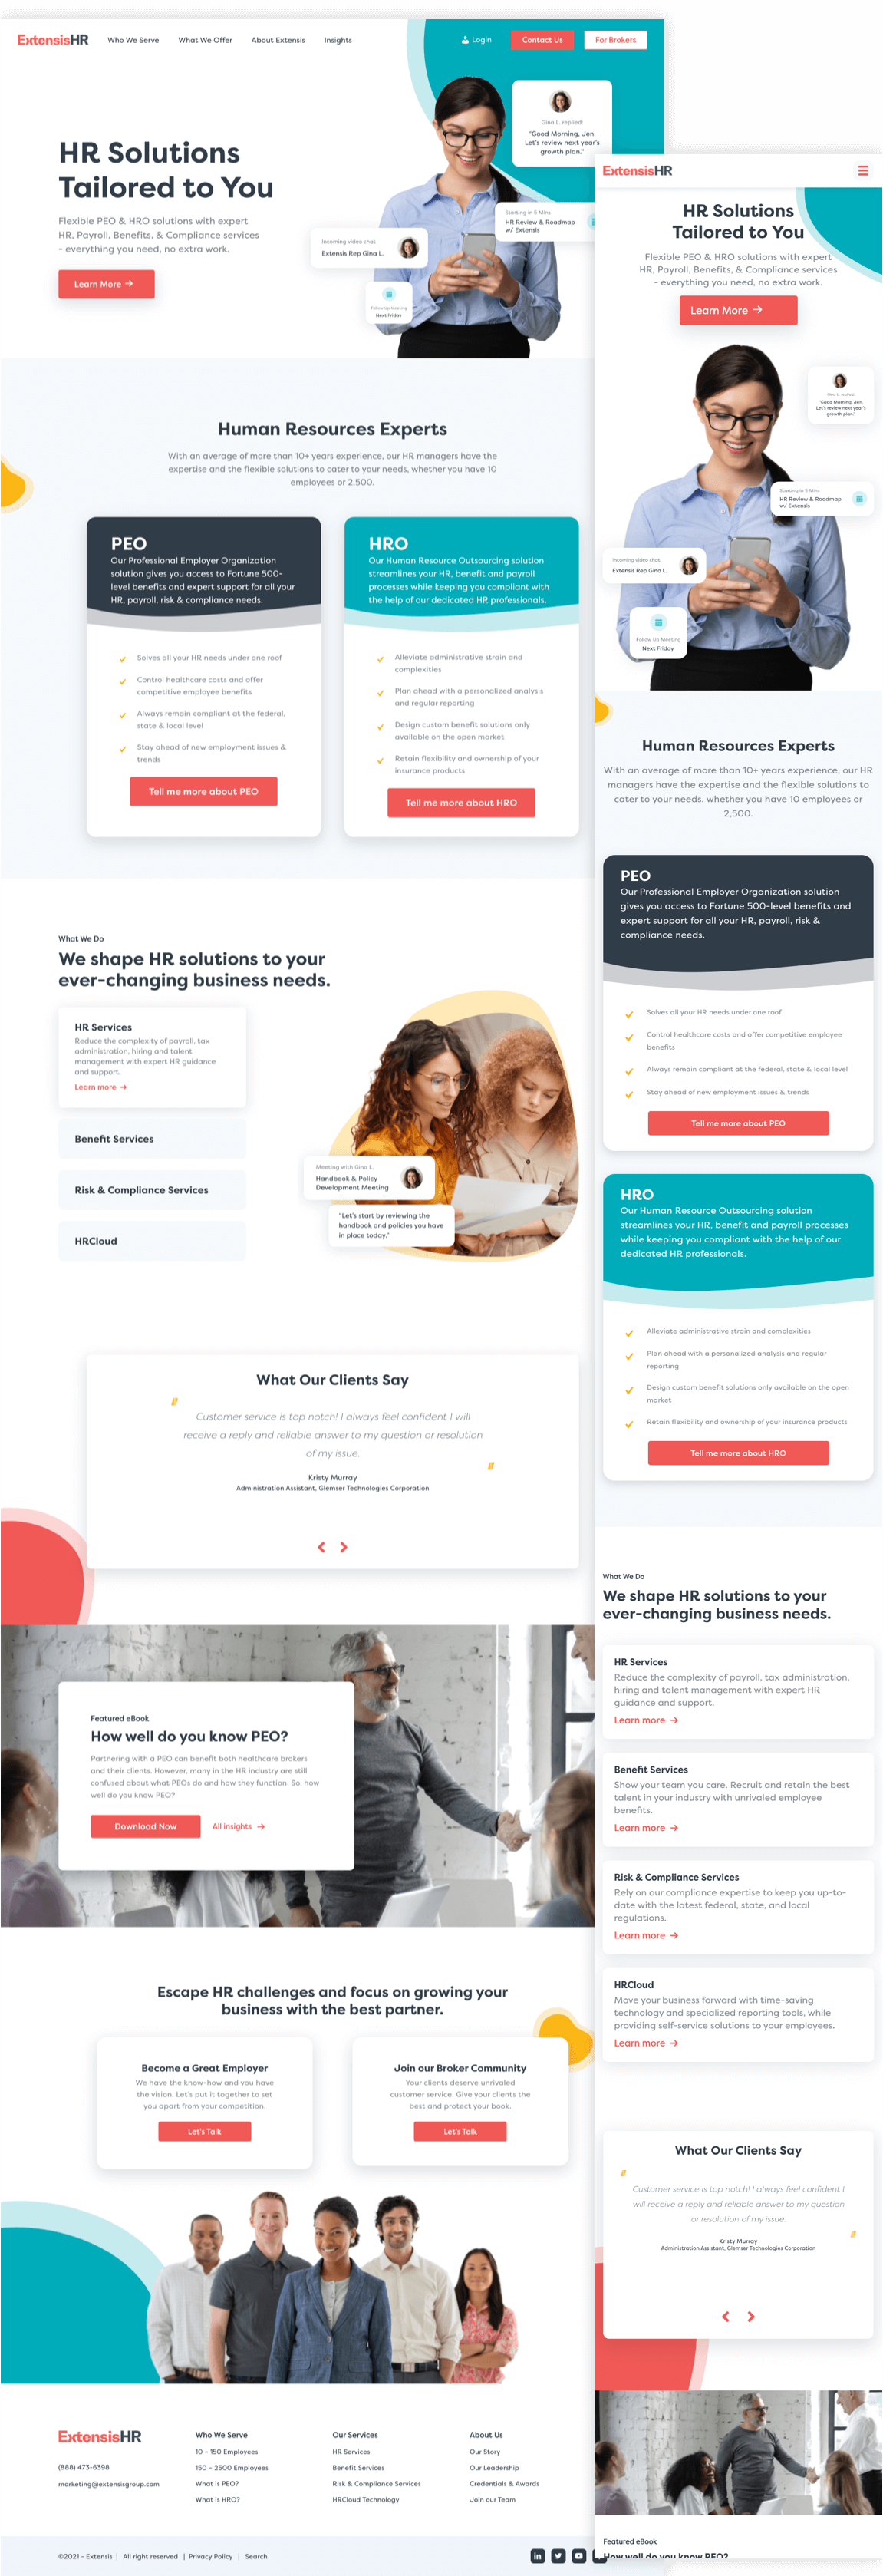 ExtensisHR
Who We Serve
What We Offer
About Extensis
Insights
Login
Contact Us
For Brokers
HR Solutions
Tailored to You
Flexible PEO & HRO solutions with expert
HR, Payroll, Benefits, & Compliance services
- everything you need, no extra work.
Learn More →
Gina L. replied:
"Good Morning, Jen.
Let's review next year's
growth plan."
Starting in 5 Mins
HR Review & Roadmap
w/ Extensis
Incoming video chat
Extensis Rep Gina L.
Follow Up Meeting
Next Friday
Human Resources Experts
With an average of more than 10+ years experience, our HR managers have the
expertise and the flexible solutions to cater to your needs, whether you have 10
employees or 2,500.
PEO
Our Professional Employer Organization
solution gives you access to Fortune 500-
level benefits and expert support for all your
HR, payroll, risk & compliance needs.
Solves all your HR needs under one roof
Control healthcare costs and offer
competitive employee benefits
Always remain compliant at the federal,
state & local level
Stay ahead of new employment issues &
trends
Tell me more about PEO
HRO
Our Human Resource Outsourcing solution
streamlines your HR, benefit and payroll
processes while keeping you compliant with
the help of our dedicated HR professionals.
Alleviate administrative strain and
complexities
Plan ahead with a personalized analysis
and regular reporting
Design custom benefit solutions only
available on the open market
Retain flexibility and ownership of your
insurance products
Tell me more about HRO
What We Do
We shape HR solutions to your
ever-changing business needs.
HR Services
Reduce the complexity of payroll, tax
administration, hiring and talent
management with expert HR guidance
and support.
Learn more →
Benefit Services
Risk & Compliance Services
HRCloud
Meeting with Gina L.
Handbook & Policy
Development Meeting
"Let's start by reviewing the
handbook and policies you have
in place today."
What Our Clients Say
Customer service is top notch! I always feel confident I will
receive a reply and reliable answer to my question or resolution
of my issue.
Kristy Murray
Administration Assistant, Glemser Technologies Corporation
Featured eBook
How well do you know PEO?
Partnering with a PEO can benefit both healthcare brokers
and their clients. However, many in the HR industry are still
confused about what PEOs do and how they function. So, how
well do you know PEO?
Download Now
All insights →
Escape HR challenges and focus on growing your
business with the best partner.
Become a Great Employer
We have the know-how and you have
the vision. Let's put it together to set
you apart from your competition.
Let's Talk
Join our Broker Community
Your clients deserve unrivaled
customer service. Give your clients the
best and protect your book.
Let's Talk
ExtensisHR
(888) 473-6398
marketing@extensisgroup.com
Who We Serve
10 - 150 Employees
150 - 2500 Employees
What is PEO?
What is HRO?
Our Services
HR Services
Benefit Services
Risk & Compliance Services
HRCloud Technology
About Us
Our Story
Our Leadership
Credentials & Awards
Join our Team
©2021 - Extensis | All right reserved | Privacy Policy | Search
in
ExtensisHR
HR Solutions
Tailored to You
Flexible PEO & HRO solutions with expert
HR, Payroll, Benefits, & Compliance services
- everything you need, no extra work.
Learn More →
Gina L. replied:
"Good Morning, Jen.
Let's review next year's
growth plan."
Starting in 5 Mins
HR Review & Roadmap
w/ Extensis
Incoming video chat
Extensis Rep Gina L.
Follow Up Meeting
Next Friday
Human Resources Experts
With an average of more than 10+ years experience, our HR
managers have the expertise and the flexible solutions to
cater to your needs, whether you have 10 employees or
2,500.
PEO
Our Professional Employer Organization solution
gives you access to Fortune 500-level benefits and
expert support for all your HR, payroll, risk &
compliance needs.
Solves all your HR needs under one roof
Control healthcare costs and offer competitive employee
benefits
Always remain compliant at the federal, state & local level
Stay ahead of new employment issues & trends
Tell me more about PEO
HRO
Our Human Resource Outsourcing solution
streamlines your HR, benefit and payroll processes
while keeping you compliant with the help of our
dedicated HR professionals.
Alleviate administrative strain and complexities
Plan ahead with a personalized analysis and regular
reporting
Design custom benefit solutions only available on the open
market
Retain flexibility and ownership of your insurance products
Tell me more about HRO
What We Do
We shape HR solutions to your
ever-changing business needs.
HR Services
Reduce the complexity of payroll, tax administration,
hiring and talent management with expert HR
guidance and support.
Learn more →
Benefit Services
Show your team you care. Recruit and retain the best
talent in your industry with unrivaled employee
benefits.
Learn more →
Risk & Compliance Services
Rely on our compliance expertise to keep you up-to-
date with the latest federal, state, and local
regulations.
Learn more →
HRCloud
Move your business forward with time-saving
technology and specialized reporting tools, while
providing self-service solutions to your employees.
Learn more →
What Our Clients Say
Customer service is top notch! I always feel confident I
will receive a reply and reliable answer to my question
or resolution of my issue.
Kristy Murray
Administration Assistant, Glemser Technologies Corporation
Featured eBook
How well do you know PEO?